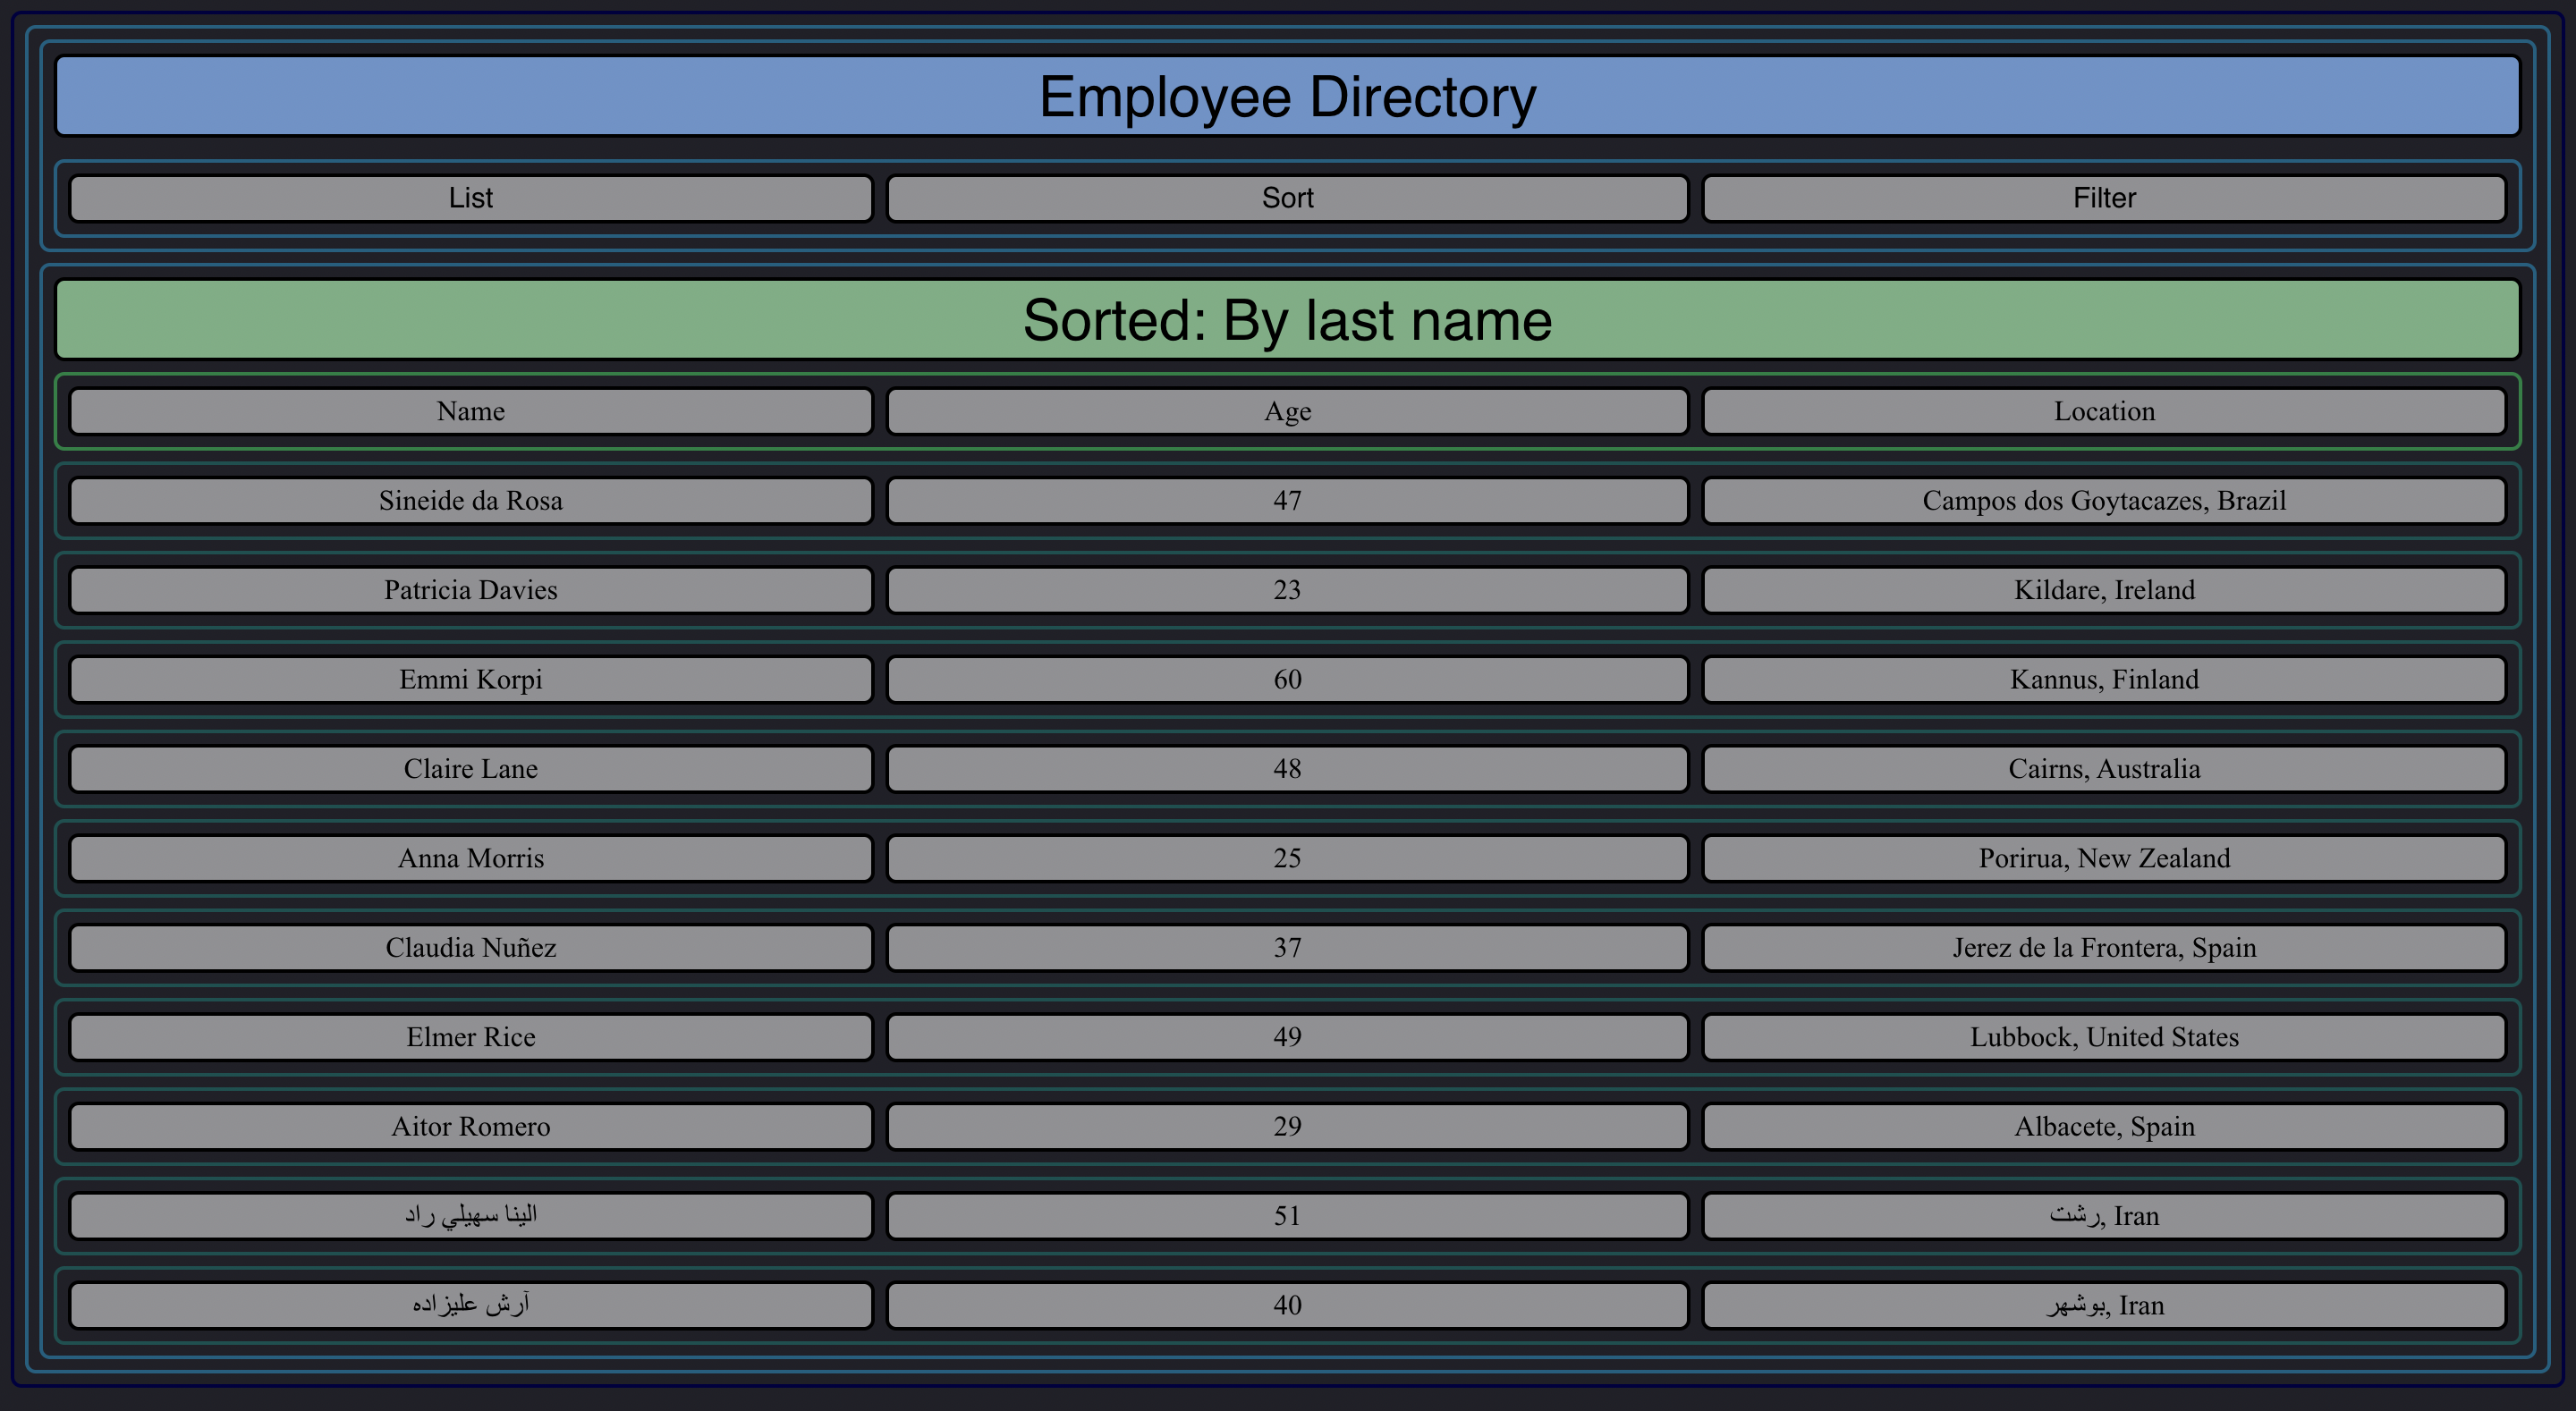 Employee Directory
List Sort Filter
Sorted: By last name
Name Age Location
Sineide da Rosa 47 Campos dos Goytacazes, Brazil
Patricia Davies 23 Kildare, Ireland
Emmi Korpi 60 Kannus, Finland
Claire Lane 48 Cairns, Australia
Anna Morris 25 Porirua, New Zealand
Claudia Nuñez 37 Jerez de la Frontera, Spain
Elmer Rice 49 Lubbock, United States
Aitor Romero 29 Albacete, Spain
الینا سهيلي راد 51 رشت, Iran
آرش علیزاده 40 بوشهر, Iran